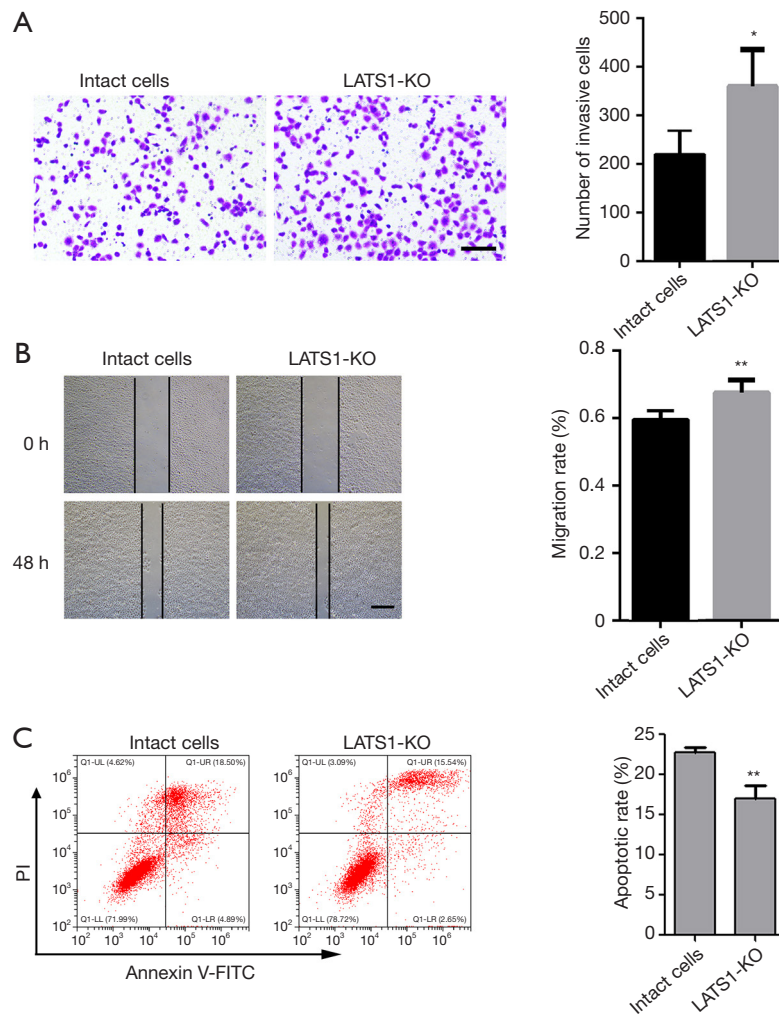 A
Intact cells
LATS1-KO
Number of invasive cells
500
400
300
200
100
0
*
Intact cells
LATS1-KO
B
Intact cells
LATS1-KO
0 h
48 h
Migration rate (%)
0.8
0.6
0.4
0.2
0
**
Intact cells
LATS1-KO
C
Intact cells
LATS1-KO
Q1-UL (4.62%)
Q1-UR (18.50%)
Q1-LL (71.99%)
Q1-LR (4.89%)
10⁶
10⁵
10⁴
10³
10²
10² 10³ 10⁴ 10⁵ 10⁶
Q1-UL (3.09%)
Q1-UR (15.54%)
Q1-LL (78.72%)
Q1-LR (2.65%)
10⁶
10⁵
10⁴
10³
10²
10² 10³ 10⁴ 10⁵ 10⁶
PI
Annexin V-FITC
Apoptotic rate (%)
25
20
15
10
5
0
**
Intact cells
LATS1-KO